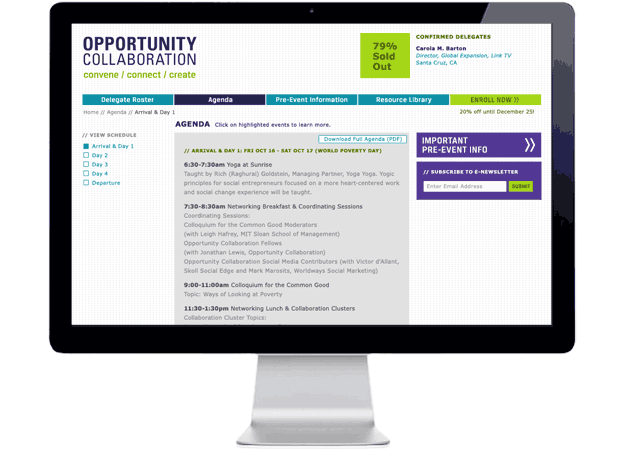 OPPORTUNITY
COLLABORATION
convene / connect / create
79%
Sold
Out
CONFIRMED DELEGATES
Carola M. Barton
Director, Global Expansion, Link TV
Santa Cruz, CA
Delegate Roster
Agenda
Pre-Event Information
Resource Library
ENROLL NOW
Home // Agenda // Arrival & Day 1
20% off until December 25!
// VIEW SCHEDULE
Arrival & Day 1
Day 2
Day 3
Day 4
Departure
AGENDA Click on highlighted events to learn more.
Download Full Agenda (PDF)
// ARRIVAL & DAY 1: FRI OCT 16 - SAT OCT 17 (WORLD POVERTY DAY)
6:30-7:30am Yoga at Sunrise
Taught by Rich (Raghurai) Goldstein, Managing Partner, Yoga Yoga. Yogic
principles for social entrepreneurs focused on a more heart-centered work
and social change experience will be taught.
7:30-8:30am Networking Breakfast & Coordinating Sessions
Coordinating Sessions:
Colloquium for the Common Good Moderators
(with Leigh Hafrey, MIT Sloan School of Management)
Opportunity Collaboration Fellows
(with Jonathan Lewis, Opportunity Collaboration)
Opportunity Collaboration Social Media Contributors (with Victor d'Allant,
Skoll Social Edge and Mark Marosits, Worldways Social Marketing)
9:00-11:00am Colloquium for the Common Good
Topic: Ways of Looking at Poverty
11:30-1:30pm Networking Lunch & Collaboration Clusters
Collaboration Cluster Topics:
IMPORTANT
PRE-EVENT INFO
// SUBSCRIBE TO E-NEWSLETTER
Enter Email Address
SUBMIT